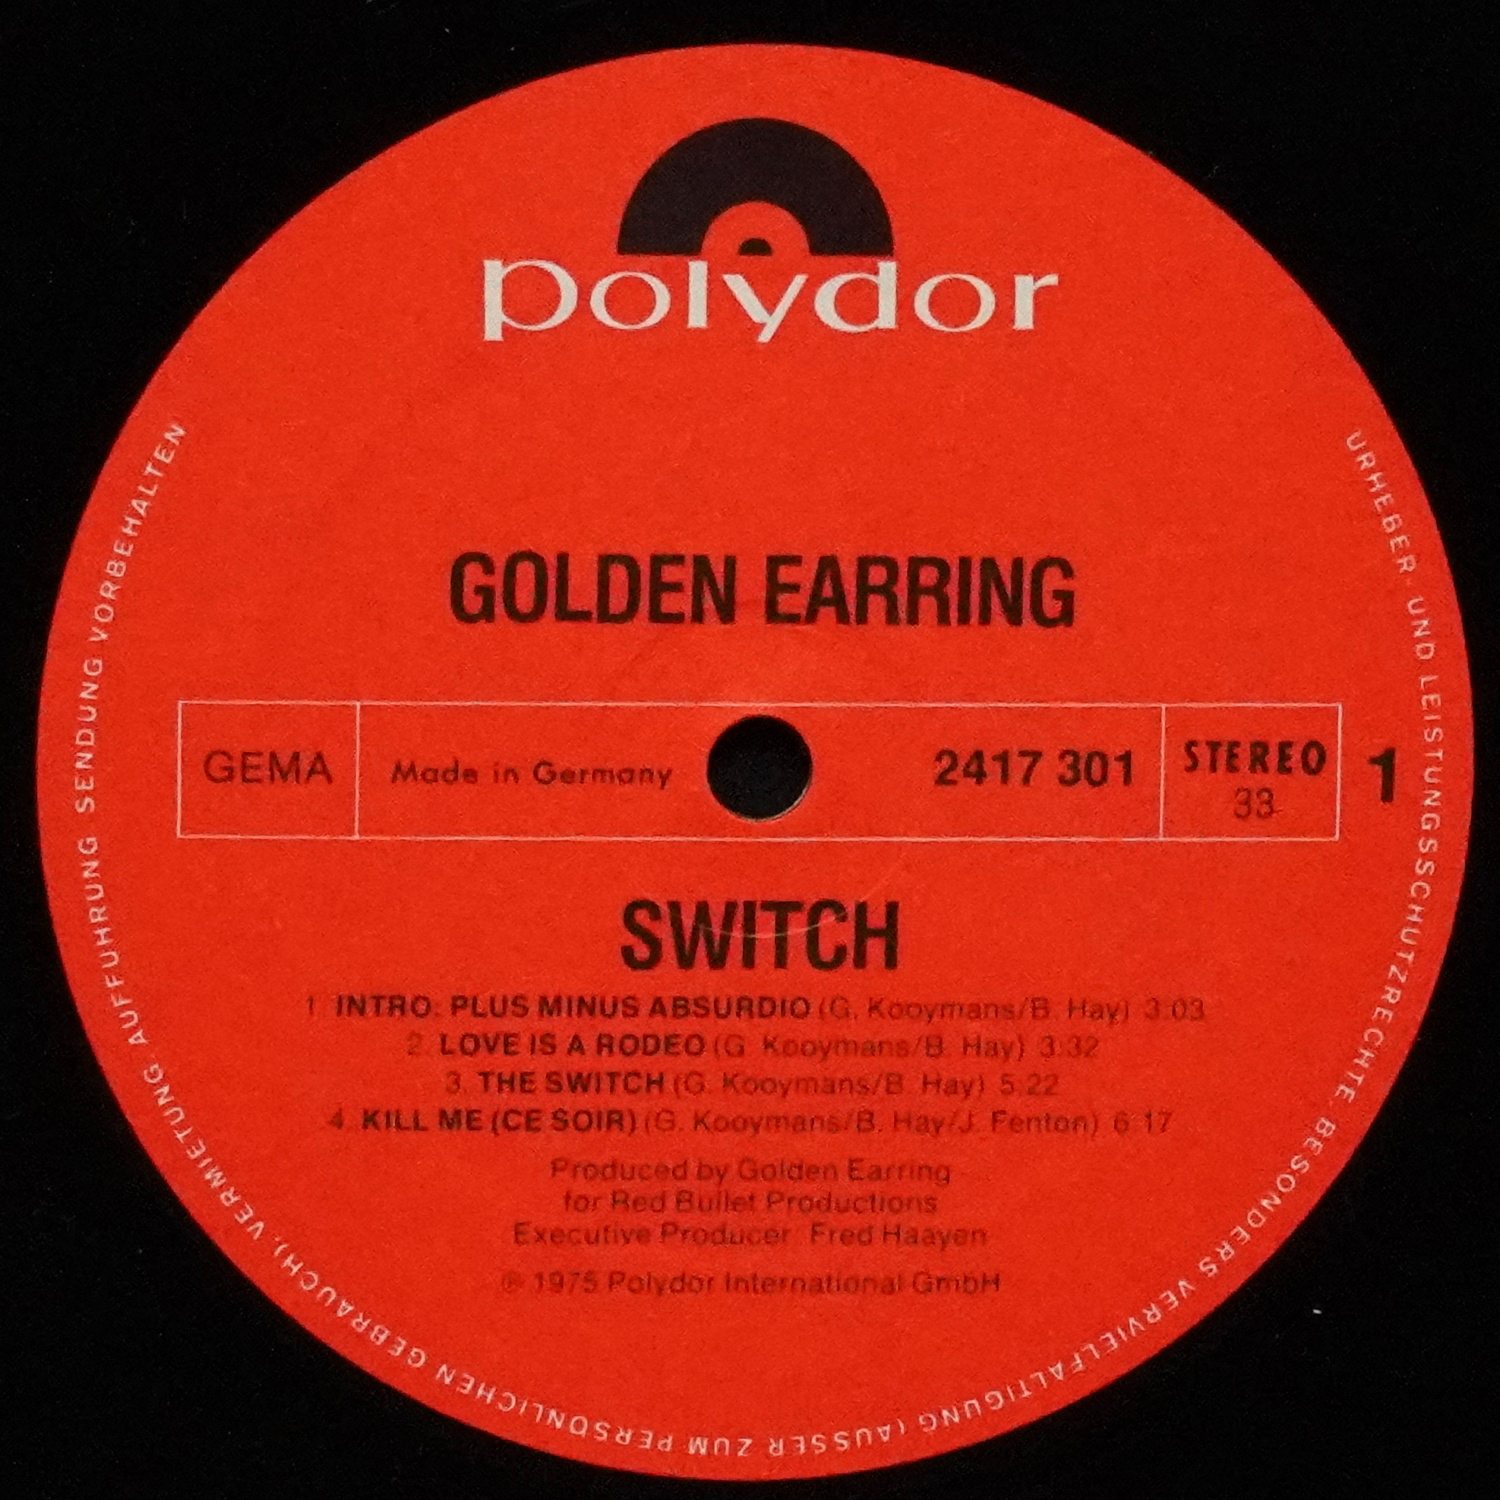 polydor
GOLDEN EARRING
GEMA
Made in Germany
2417 301
STEREO
33
1
SWITCH
1. INTRO: PLUS MINUS ABSURDIO (G. Kooymans/B. Hay) 3:03
2. LOVE IS A RODEO (G. Kooymans/B. Hay) 3:32
3. THE SWITCH (G. Kooymans/B. Hay) 5:22
4. KILL ME (CE SOIR) (G. Kooymans/B. Hay/J. Fenton) 6:17
Produced by Golden Earring
for Red Bullet Productions
Executive Producer: Fred Haayen
℗ 1975 Polydor International GmbH
URHEBER- UND LEISTUNGSSCHUTZRECHTE, BESONDERS VERVIELFÄLTIGUNG (AUSSER ZUM PERSÖNLICHEN GEBRAUCH), VERMIETUNG, AUFFÜHRUNG, SENDUNG VORBEHALTEN